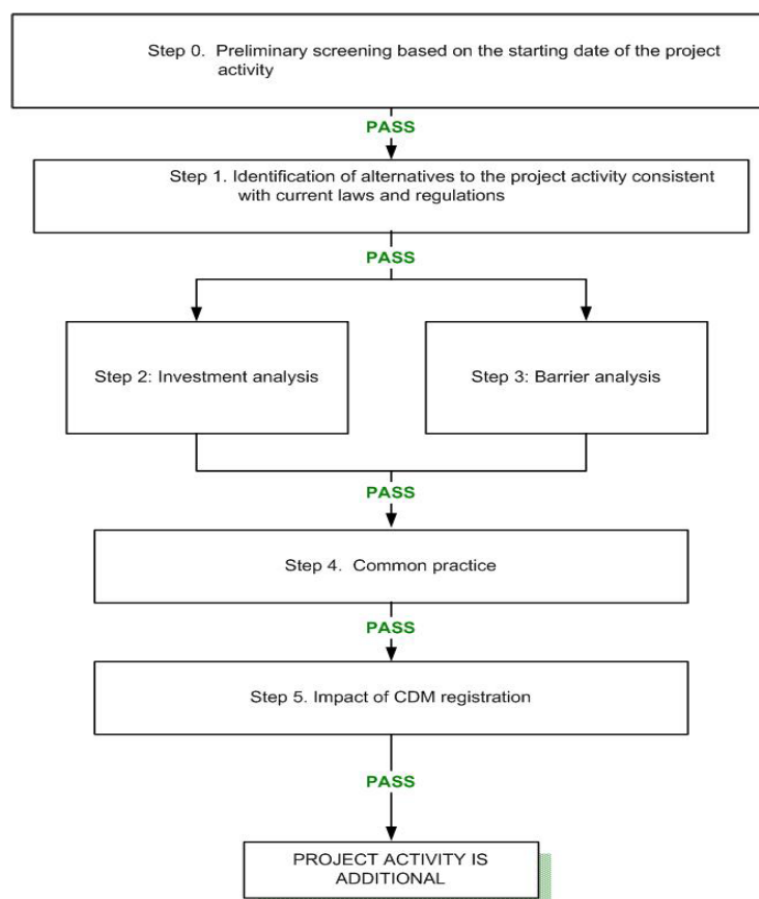 Step 0.  Preliminary screening based on the starting date of the project
activity
PASS
Step 1. Identification of alternatives to the project activity consistent
with current laws and regulations
PASS
Step 2: Investment analysis
Step 3: Barrier analysis
PASS
Step 4.  Common practice
PASS
Step 5. Impact of CDM registration
PASS
PROJECT ACTIVITY IS
ADDITIONAL